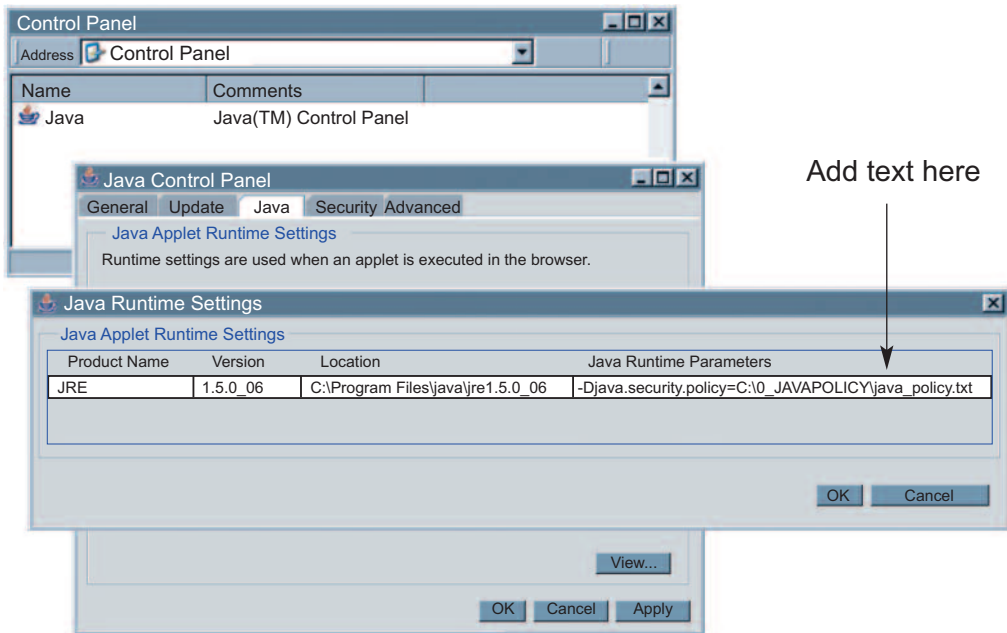 Control Panel
Address Control Panel
Name Comments
Java Java(TM) Control Panel
Add text here
Java Control Panel
General Update Java Security Advanced
Java Applet Runtime Settings
Runtime settings are used when an applet is executed in the browser.
Java Runtime Settings
Java Applet Runtime Settings
Product Name Version Location Java Runtime Parameters
JRE 1.5.0_06 C:\Program Files\java\jre1.5.0_06 -Djava.security.policy=C:\0_JAVAPOLICY\java_policy.txt
OK Cancel
View...
OK Cancel Apply